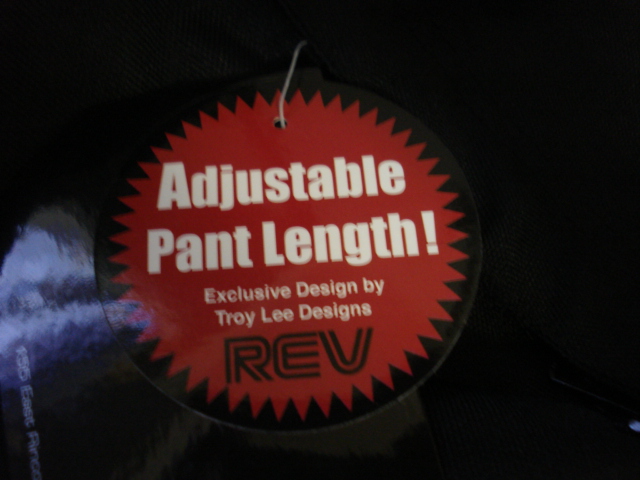 Adjustable
Pant Length!
Exclusive Design by
Troy Lee Designs
REV